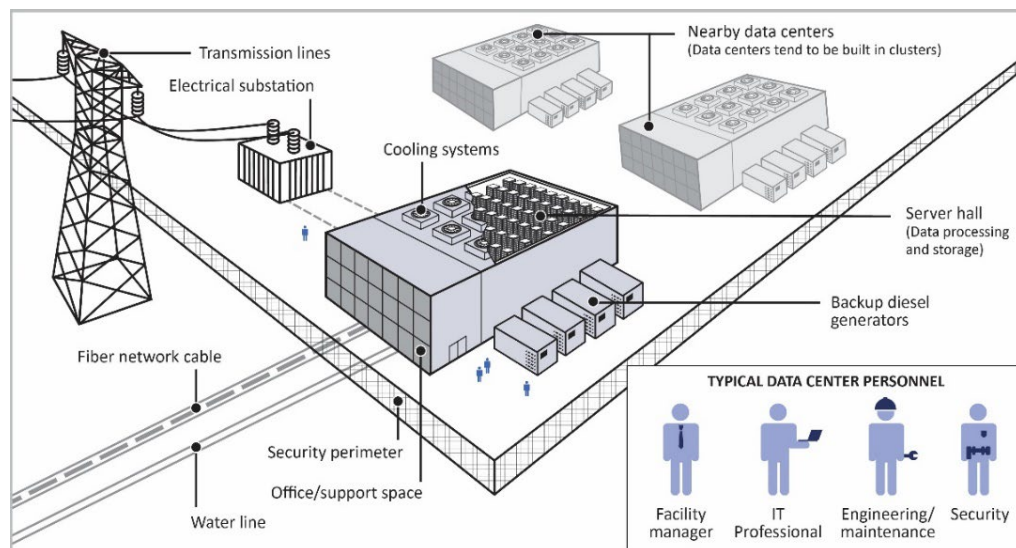 Transmission lines
Electrical substation
Nearby data centers
(Data centers tend to be built in clusters)
Cooling systems
Server hall
(Data processing
and storage)
Backup diesel
generators
Fiber network cable
Security perimeter
Office/support space
Water line
TYPICAL DATA CENTER PERSONNEL
Facility
manager
IT
Professional
Engineering/
maintenance
Security